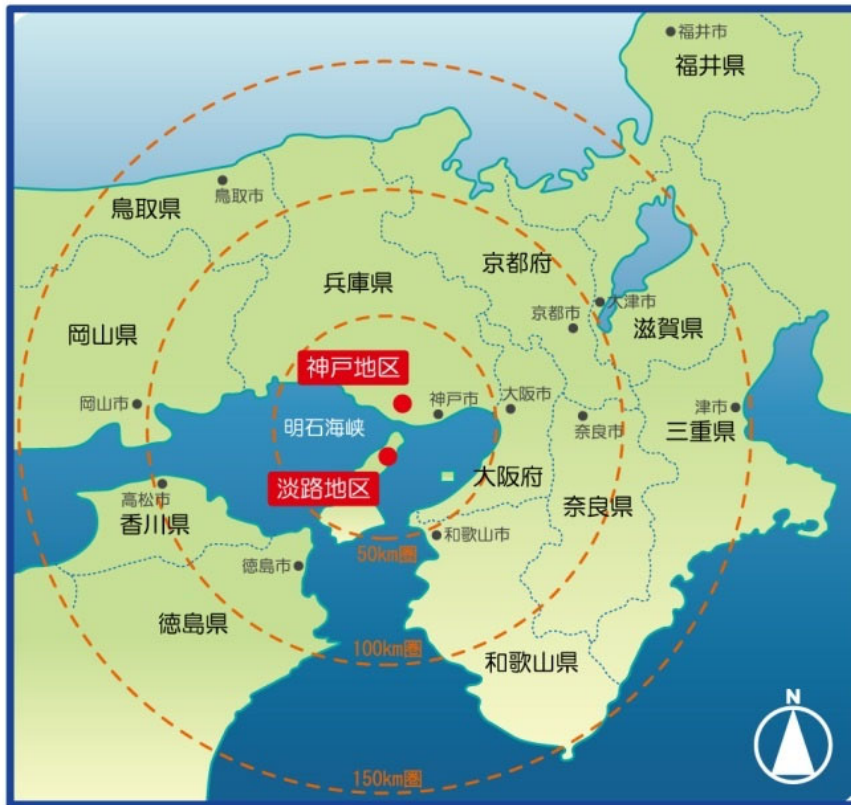 福井市
福井県
鳥取県
鳥取市
京都府
兵庫県
大津市
京都市
滋賀県
岡山県
神戸地区
岡山市
神戸市
大阪市
津市
奈良市
明石海峡
三重県
大阪府
淡路地区
高松市
奈良県
香川県
和歌山市
50km圏
徳島市
徳島県
100km圏
和歌山県
N
150km圏